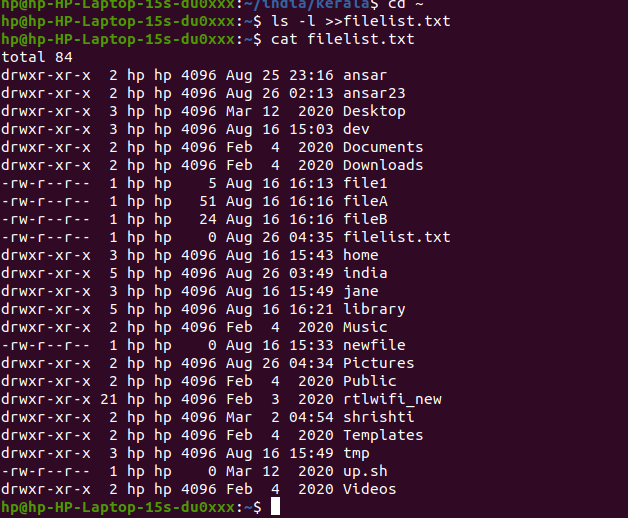 hp@hp-HP-Laptop-15s-du0xxx:~/india/kerala$ cd ~
hp@hp-HP-Laptop-15s-du0xxx:~$ ls -l >>filelist.txt
hp@hp-HP-Laptop-15s-du0xxx:~$ cat filelist.txt
total 84
drwxr-xr-x  2 hp hp 4096 Aug 25 23:16 ansar
drwxr-xr-x  2 hp hp 4096 Aug 26 02:13 ansar23
drwxr-xr-x  3 hp hp 4096 Mar 12  2020 Desktop
drwxr-xr-x  3 hp hp 4096 Aug 16 15:03 dev
drwxr-xr-x  2 hp hp 4096 Feb  4  2020 Documents
drwxr-xr-x  2 hp hp 4096 Feb  4  2020 Downloads
-rw-r--r--  1 hp hp    5 Aug 16 16:13 file1
-rw-r--r--  1 hp hp   51 Aug 16 16:16 fileA
-rw-r--r--  1 hp hp   24 Aug 16 16:16 fileB
-rw-r--r--  1 hp hp    0 Aug 26 04:35 filelist.txt
drwxr-xr-x  3 hp hp 4096 Aug 16 15:43 home
drwxr-xr-x  5 hp hp 4096 Aug 26 03:49 india
drwxr-xr-x  3 hp hp 4096 Aug 16 15:49 jane
drwxr-xr-x  5 hp hp 4096 Aug 16 16:21 library
drwxr-xr-x  2 hp hp 4096 Feb  4  2020 Music
-rw-r--r--  1 hp hp    0 Aug 16 15:33 newfile
drwxr-xr-x  2 hp hp 4096 Aug 26 04:34 Pictures
drwxr-xr-x  2 hp hp 4096 Feb  4  2020 Public
drwxr-xr-x 21 hp hp 4096 Feb  3  2020 rtlwifi_new
drwxr-xr-x  2 hp hp 4096 Mar  2 04:54 shrishti
drwxr-xr-x  2 hp hp 4096 Feb  4  2020 Templates
drwxr-xr-x  3 hp hp 4096 Aug 16 15:49 tmp
-rw-r--r--  1 hp hp    0 Mar 12  2020 up.sh
drwxr-xr-x  2 hp hp 4096 Feb  4  2020 Videos
hp@hp-HP-Laptop-15s-du0xxx:~$